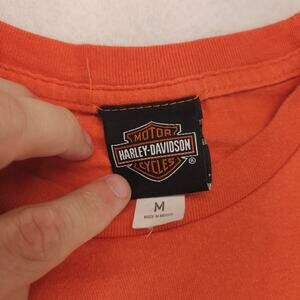 MOTOR
HARLEY-DAVIDSON
CYCLES
®
M
MADE IN MEXICO